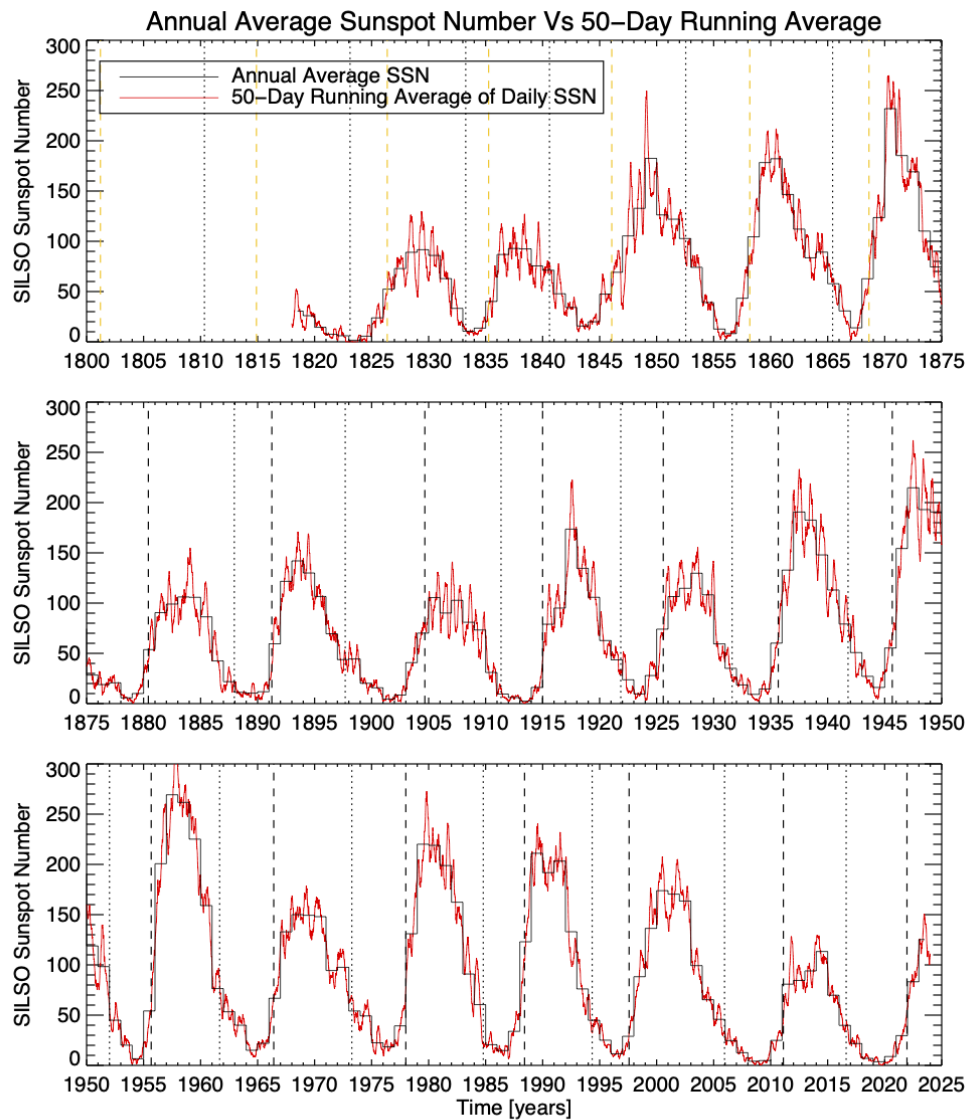 Annual Average Sunspot Number Vs 50-Day Running Average
Annual Average SSN
50-Day Running Average of Daily SSN
SILSO Sunspot Number
300
250
200
150
100
50
0
1800 1805 1810 1815 1820 1825 1830 1835 1840 1845 1850 1855 1860 1865 1870 1875
SILSO Sunspot Number
300
250
200
150
100
50
0
1875 1880 1885 1890 1895 1900 1905 1910 1915 1920 1925 1930 1935 1940 1945 1950
SILSO Sunspot Number
300
250
200
150
100
50
0
1950 1955 1960 1965 1970 1975 1980 1985 1990 1995 2000 2005 2010 2015 2020 2025
Time [years]